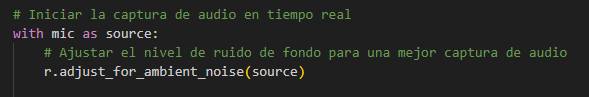 # Iniciar la captura de audio en tiempo real
with mic as source:
    # Ajustar el nivel de ruido de fondo para una mejor captura de audio
    r.adjust_for_ambient_noise(source)